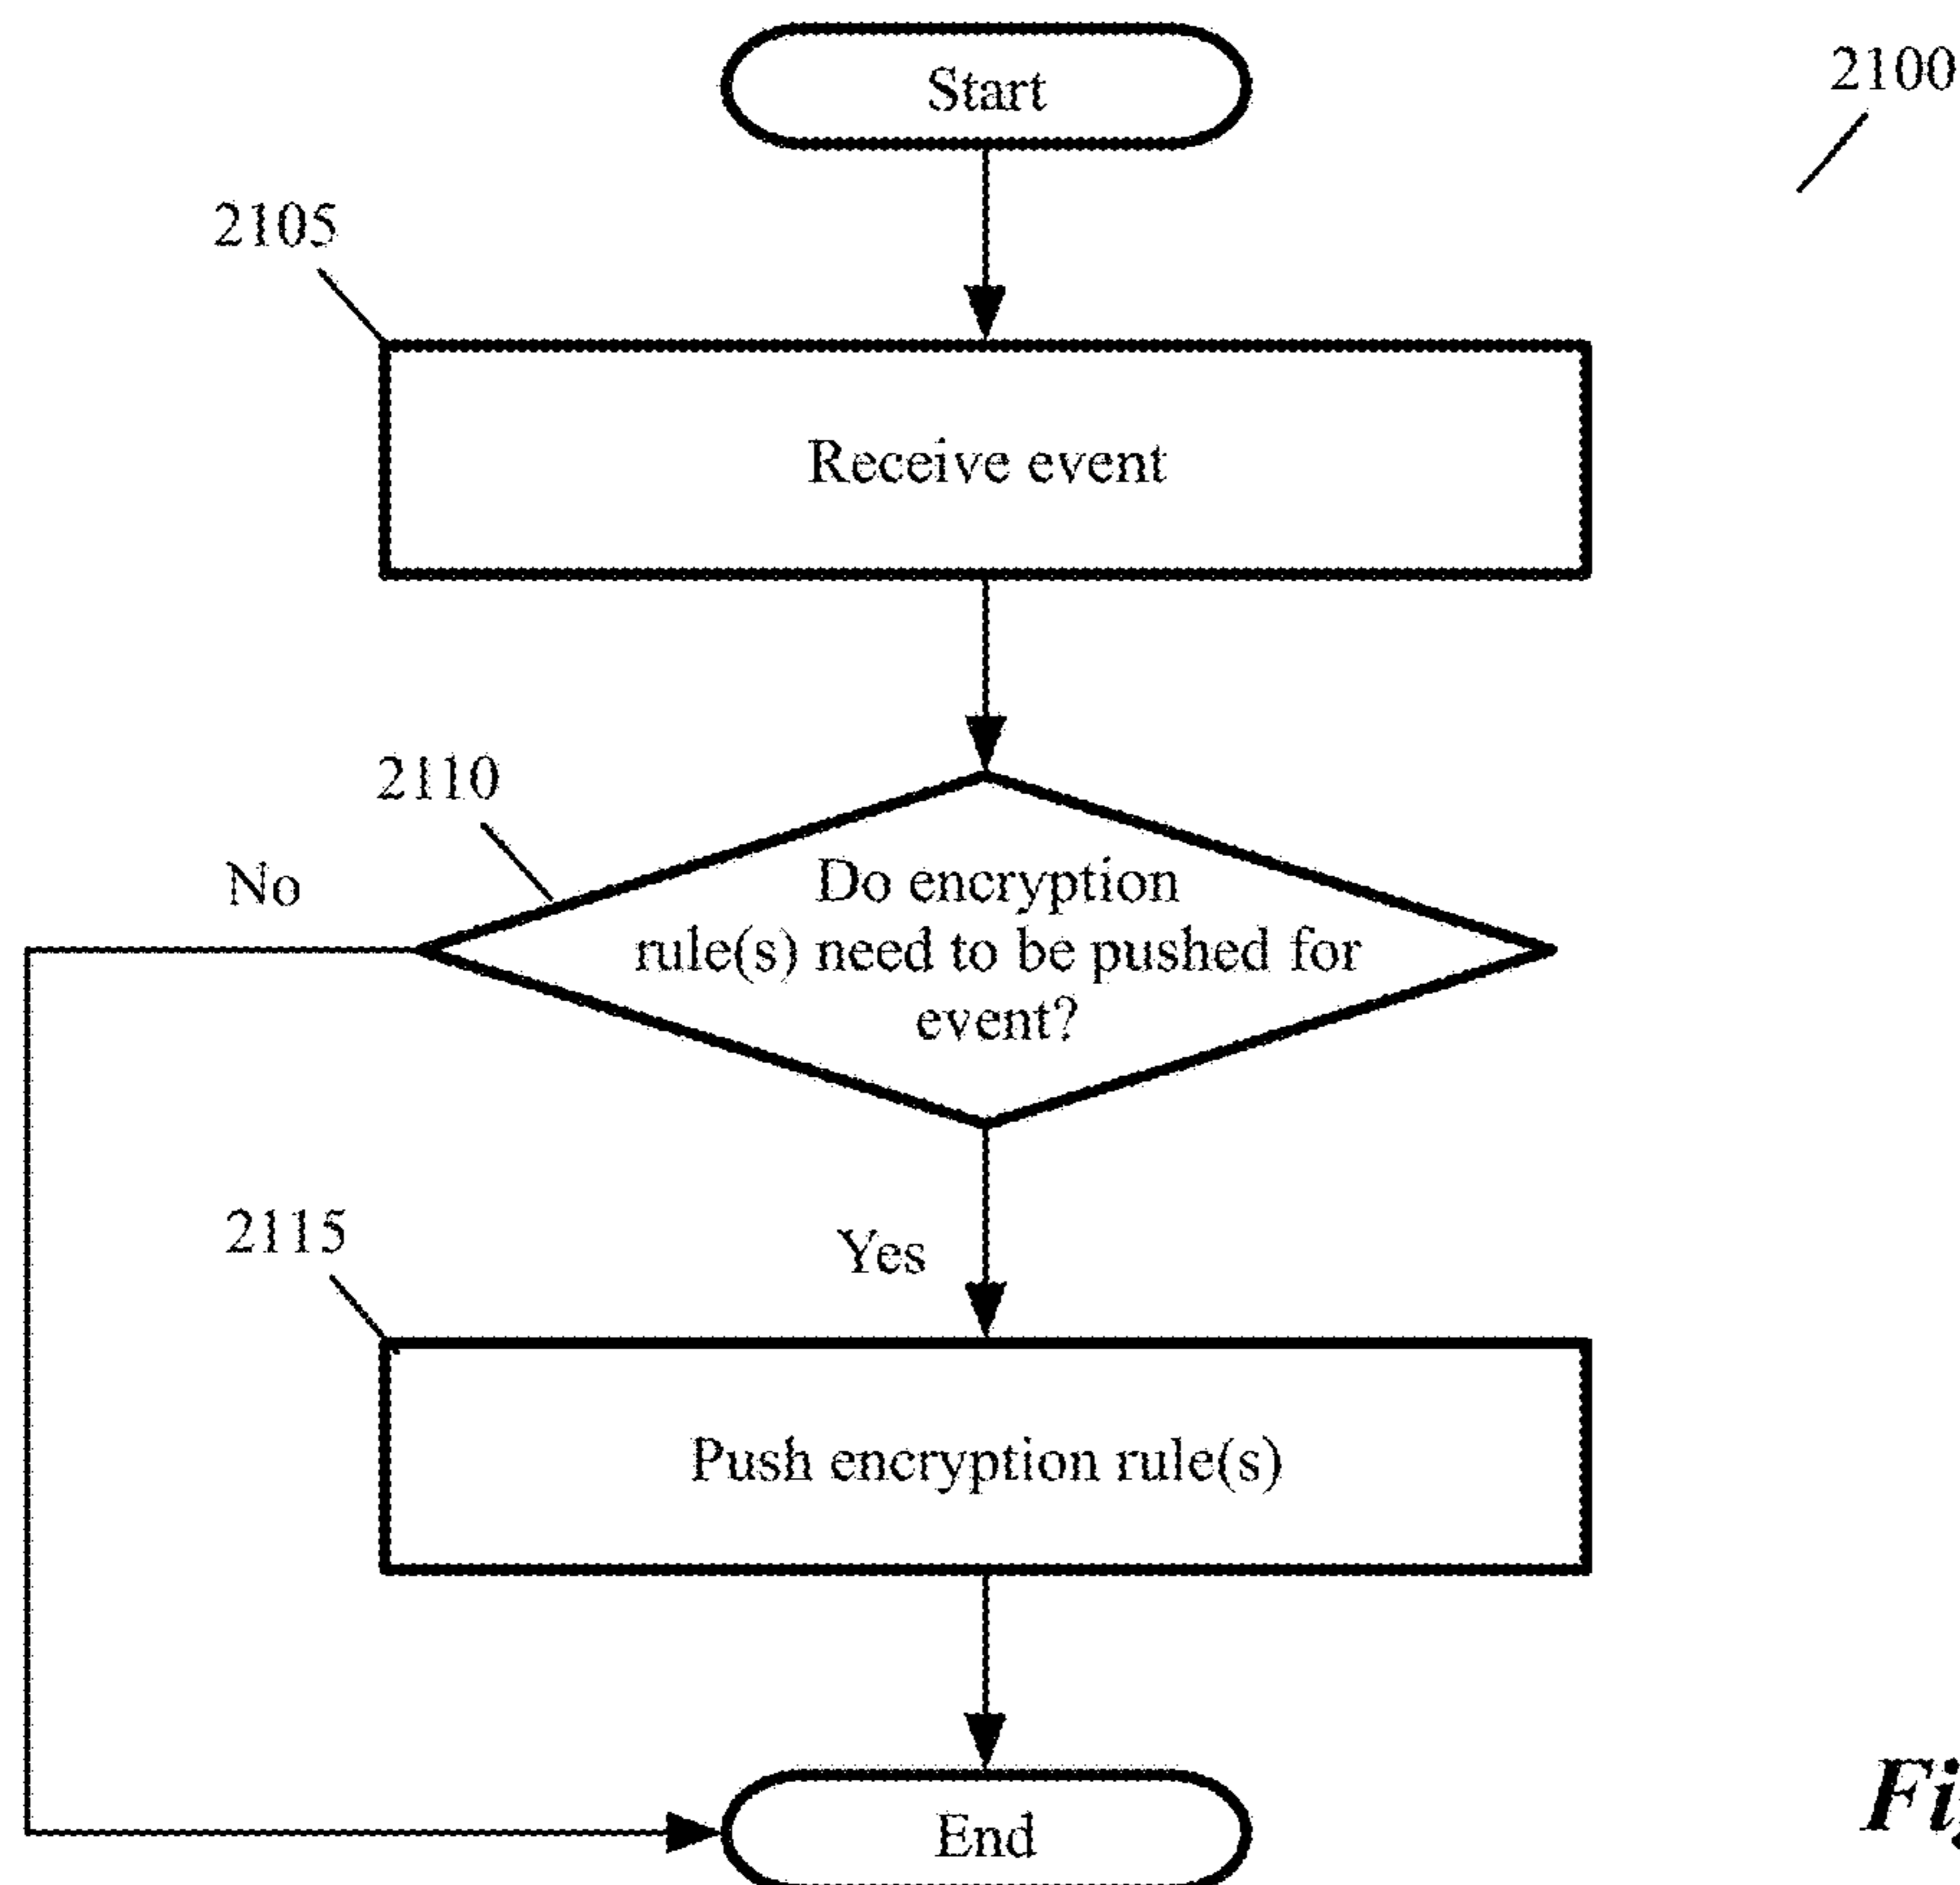 Start
2100
2105
Receive event
2110
No
Do encryption
rule(s) need to be pushed for
event?
2115
Yes
Push encryption rule(s)
End